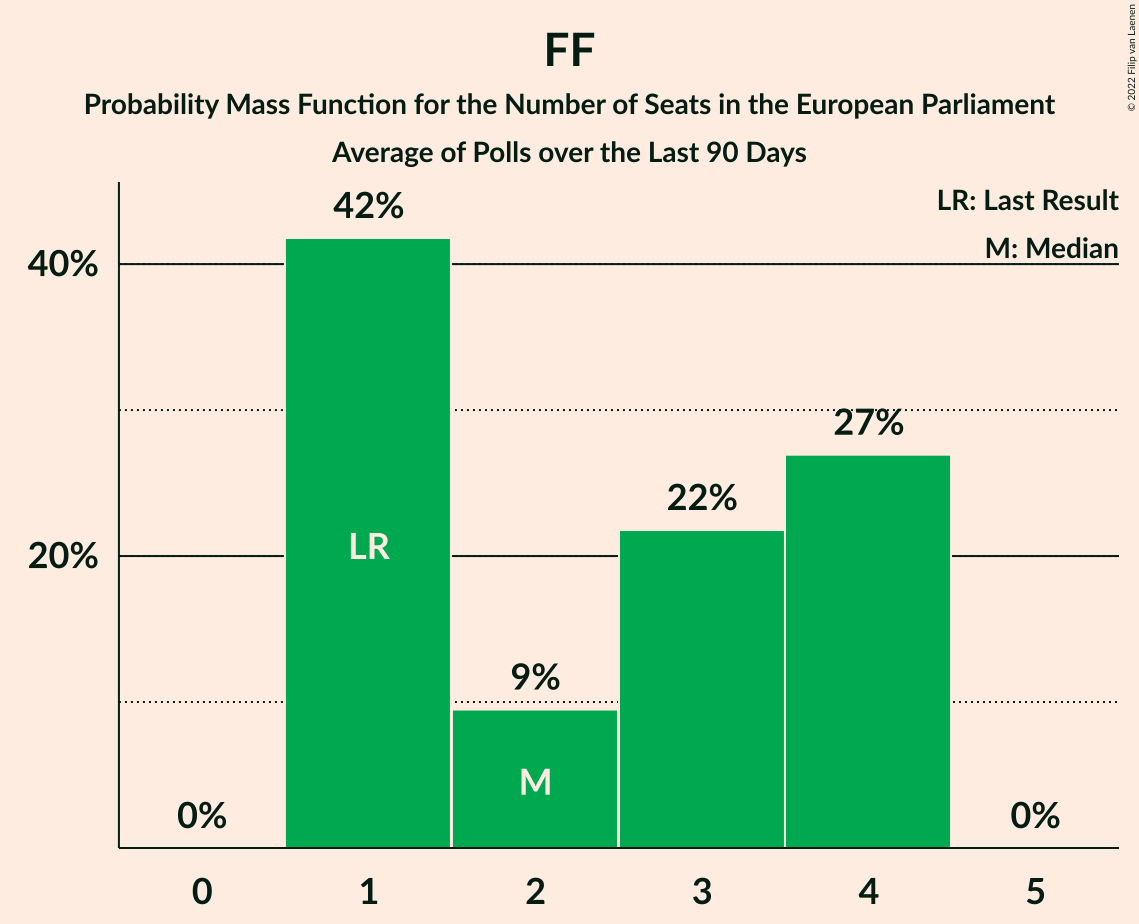 FF
Probability Mass Function for the Number of Seats in the European Parliament
Average of Polls over the Last 90 Days
© 2022 Filip van Laenen
LR: Last Result
M: Median
42%
40%
27%
22%
20%
LR
9%
M
0%
0%
0 1 2 3 4 5